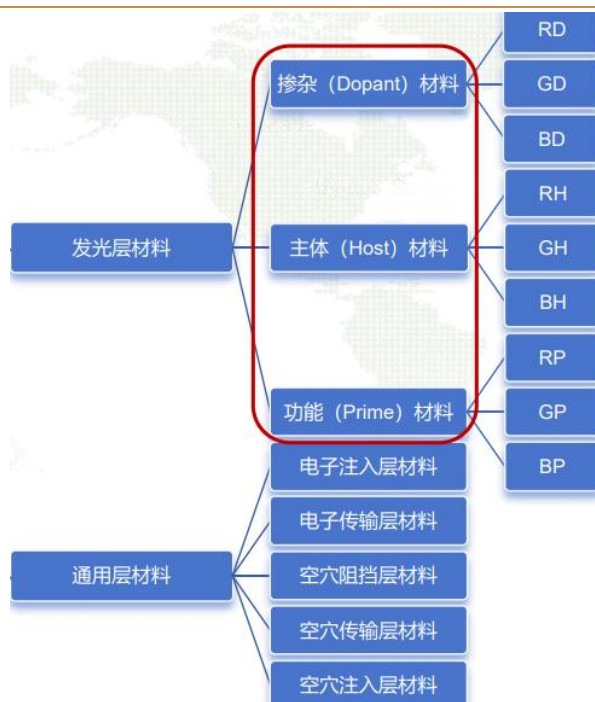 RD
掺杂（Dopant）材料
GD
BD
RH
发光层材料
主体（Host）材料
GH
BH
RP
功能（Prime）材料
GP
电子注入层材料
BP
电子传输层材料
通用层材料
空穴阻挡层材料
空穴传输层材料
空穴注入层材料